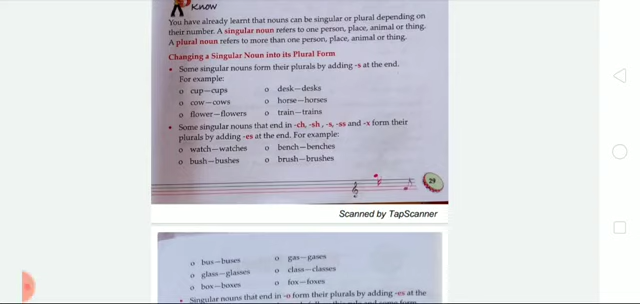 Know
You have already learnt that nouns can be singular or plural depending on
their number. A singular noun refers to one person, place, animal or thing.
A plural noun refers to more than one person, place, animal or thing.
Changing a Singular Noun into its Plural Form
• Some singular nouns form their plurals by adding -s at the end.
For example:
o cup—cups o desk—desks
o cow—cows o horse—horses
o flower—flowers o train—trains
• Some singular nouns that end in -ch, -sh, -s, -ss and -x form their
plurals by adding -es at the end. For example:
o watch—watches o bench—benches
o bush—bushes o brush—brushes
29
Scanned by TapScanner
o bus—buses o gas—gases
o glass—glasses o class—classes
o box—boxes o fox—foxes
• Singular nouns that end in -o form their plurals by adding -es at the